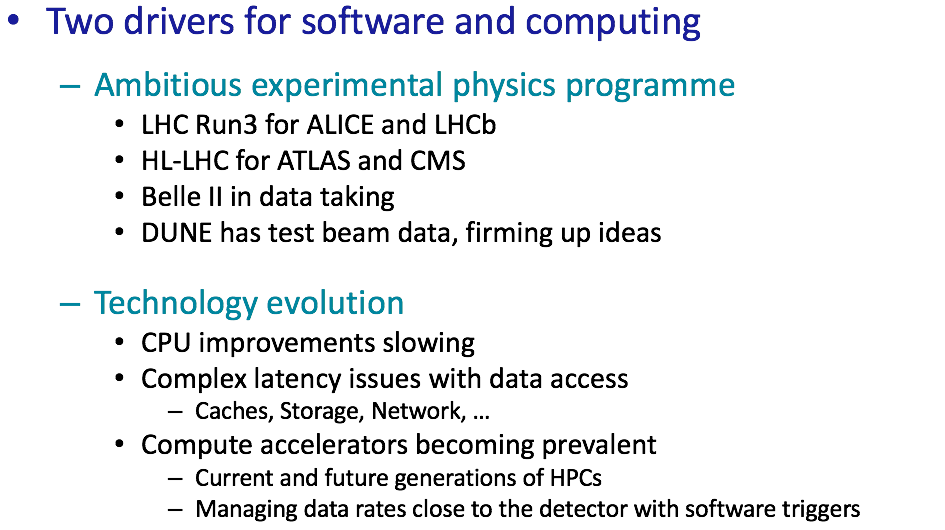 • Two drivers for software and computing
– Ambitious experimental physics programme
• LHC Run3 for ALICE and LHCb
• HL-LHC for ATLAS and CMS
• Belle II in data taking
• DUNE has test beam data, firming up ideas
– Technology evolution
• CPU improvements slowing
• Complex latency issues with data access
– Caches, Storage, Network, ...
• Compute accelerators becoming prevalent
– Current and future generations of HPCs
– Managing data rates close to the detector with software triggers